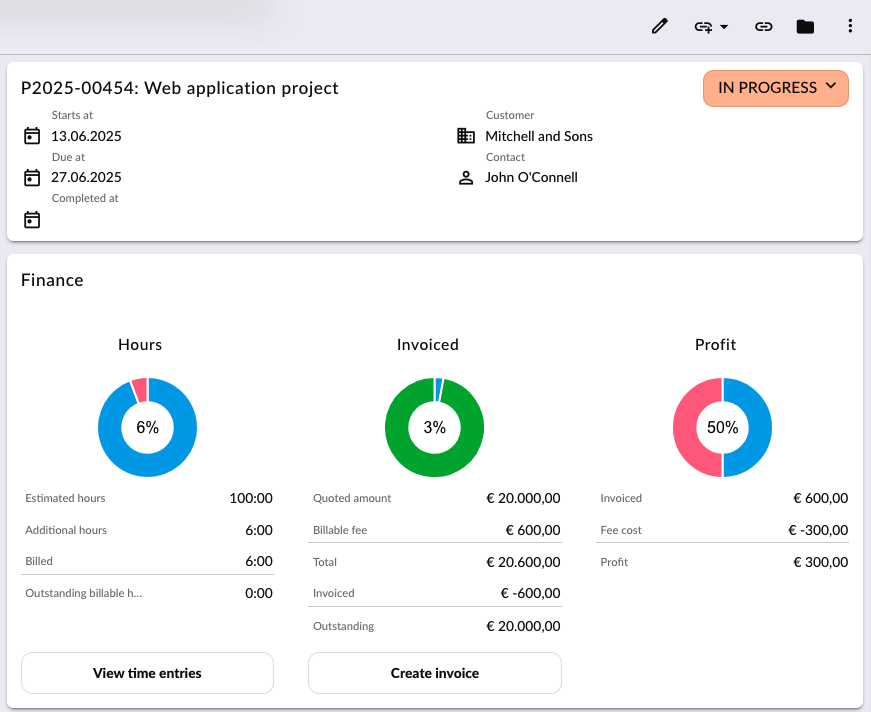 P2025-00454: Web application project
IN PROGRESS
Starts at
13.06.2025
Due at
27.06.2025
Completed at
Customer
Mitchell and Sons
Contact
John O'Connell
Finance
Hours
6%
Estimated hours 100:00
Additional hours 6:00
Billed 6:00
Outstanding billable h... 0:00
View time entries
Invoiced
3%
Quoted amount € 20.000,00
Billable fee € 600,00
Total € 20.600,00
Invoiced € -600,00
Outstanding € 20.000,00
Create invoice
Profit
50%
Invoiced € 600,00
Fee cost € -300,00
Profit € 300,00